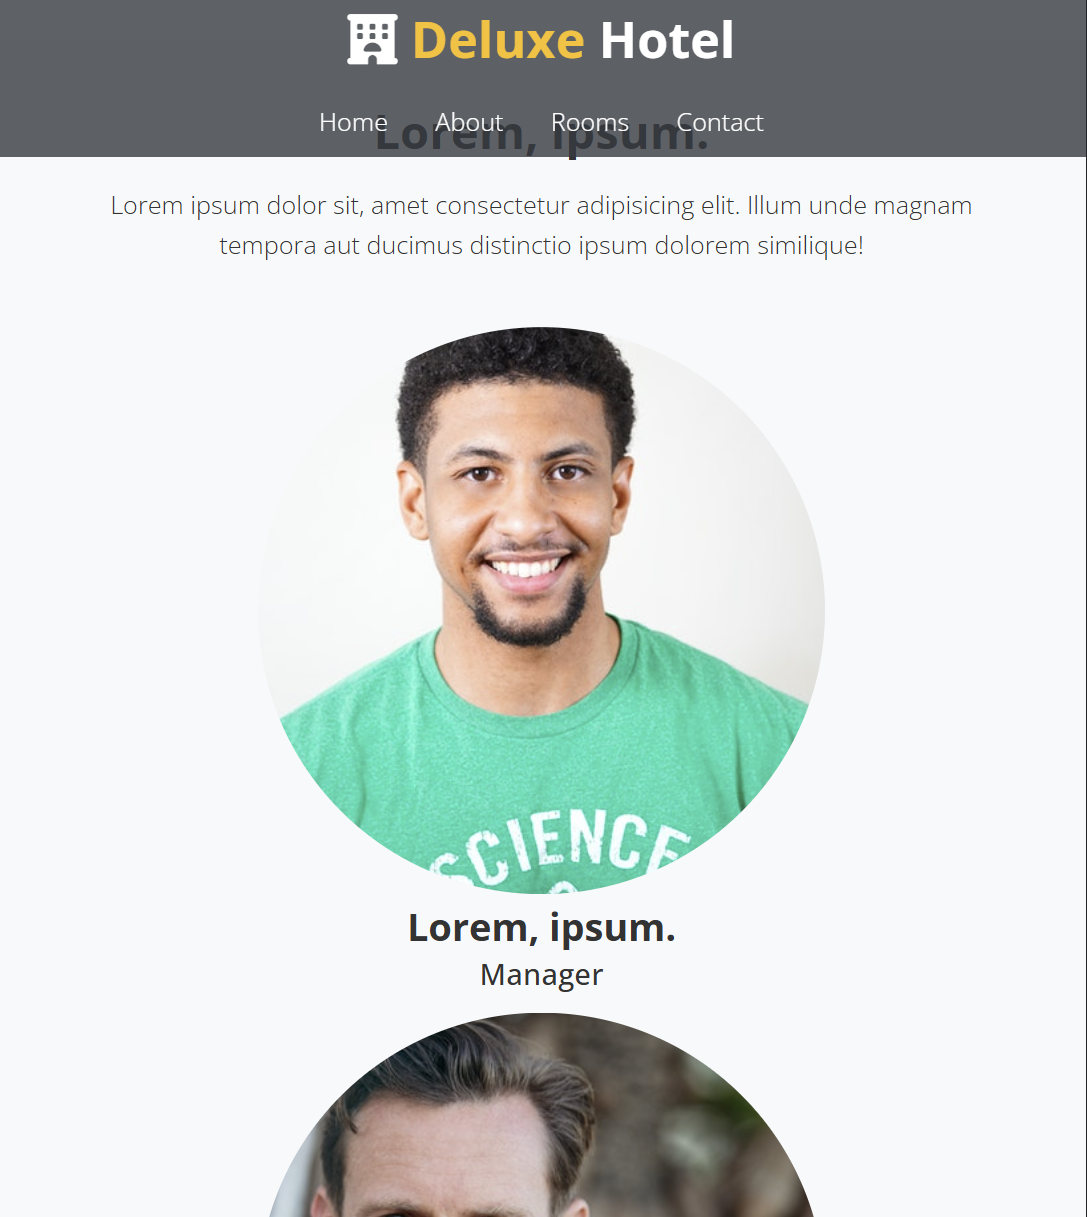 Deluxe Hotel
Home About Rooms Contact
Lorem, ipsum.
Lorem ipsum dolor sit, amet consectetur adipisicing elit. Illum unde magnam
tempora aut ducimus distinctio ipsum dolorem similique!
SCIENCE
Lorem, ipsum.
Manager